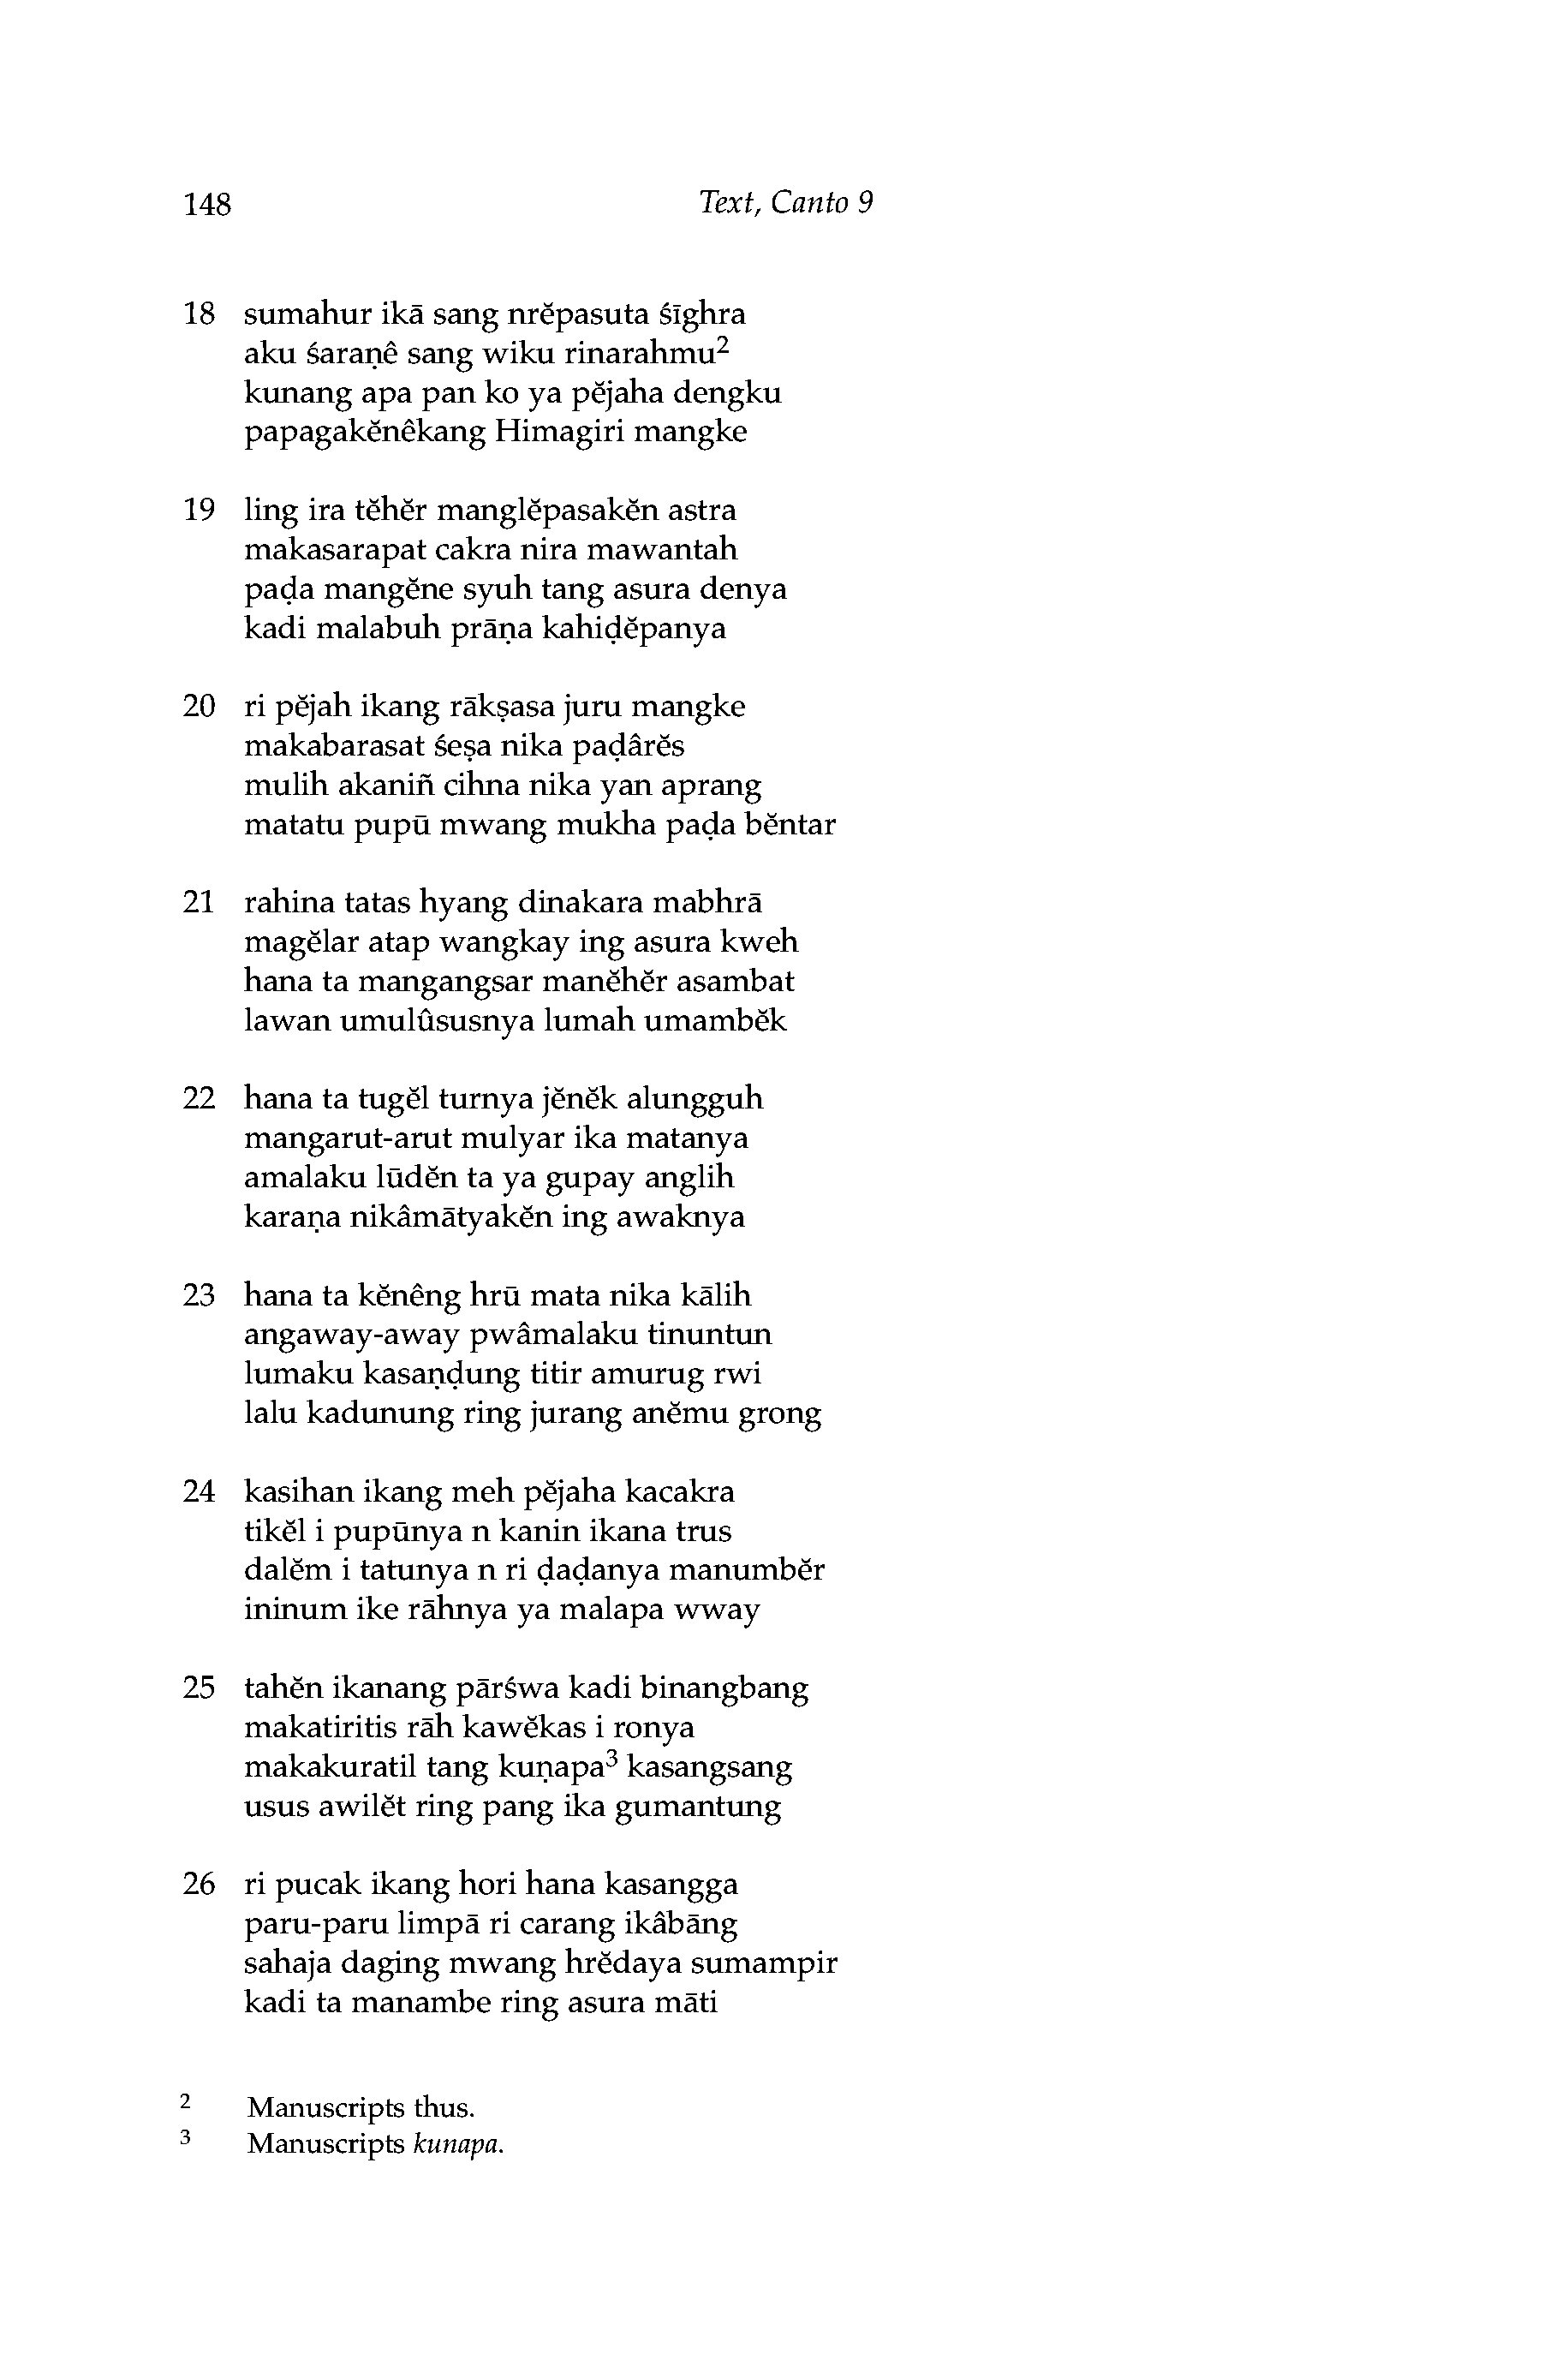 148 Text, Canto 9
18 sumahur ikā sang nrĕpasuta śīghra
aku śaraṇê sang wiku rinarahmu²
kunang apa pan ko ya pĕjaha dengku
papagakĕnêkang Himagiri mangke
19 ling ira tĕhĕr manglĕpasakĕn astra
makasarapat cakra nira mawantah
paḍa mangĕne syuh tang asura denya
kadi malabuh prāṇa kahiḍĕpanya
20 ri pĕjah ikang rākṣasa juru mangke
makabarasat śeṣa nika paḍârĕs
mulih akaniñ cihna nika yan aprang
matatu pupū mwang mukha paḍa bĕntar
21 rahina tatas hyang dinakara mabhrā
magĕlar atap wangkay ing asura kweh
hana ta mangangsar manĕhĕr asambat
lawan umulûsusnya lumah umambĕk
22 hana ta tugĕl turnya jĕnĕk alungguh
mangarut-arut mulyar ika matanya
amalaku lūdĕn ta ya gupay anglih
karaṇa nikâmātyakĕn ing awaknya
23 hana ta kĕnêng hrū mata nika kālih
angaway-away pwâmalaku tinuntun
lumaku kasaṇḍung titir amurug rwi
lalu kadunung ring jurang anĕmu grong
24 kasihan ikang meh pĕjaha kacakra
tikĕl i pupūnya n kanin ikana trus
dalĕm i tatunya n ri ḍaḍanya manumbĕr
ininum ike rāhnya ya malapa wway
25 tahĕn ikanang pārśwa kadi binangbang
makatiritis rāh kawĕkas i ronya
makakuratil tang kuṇapa³ kasangsang
usus awilĕt ring pang ika gumantung
26 ri pucak ikang hori hana kasangga
paru-paru limpā ri carang ikâbāng
sahaja daging mwang hrĕdaya sumampir
kadi ta manambe ring asura māti
² Manuscripts thus.
³ Manuscripts kunapa.